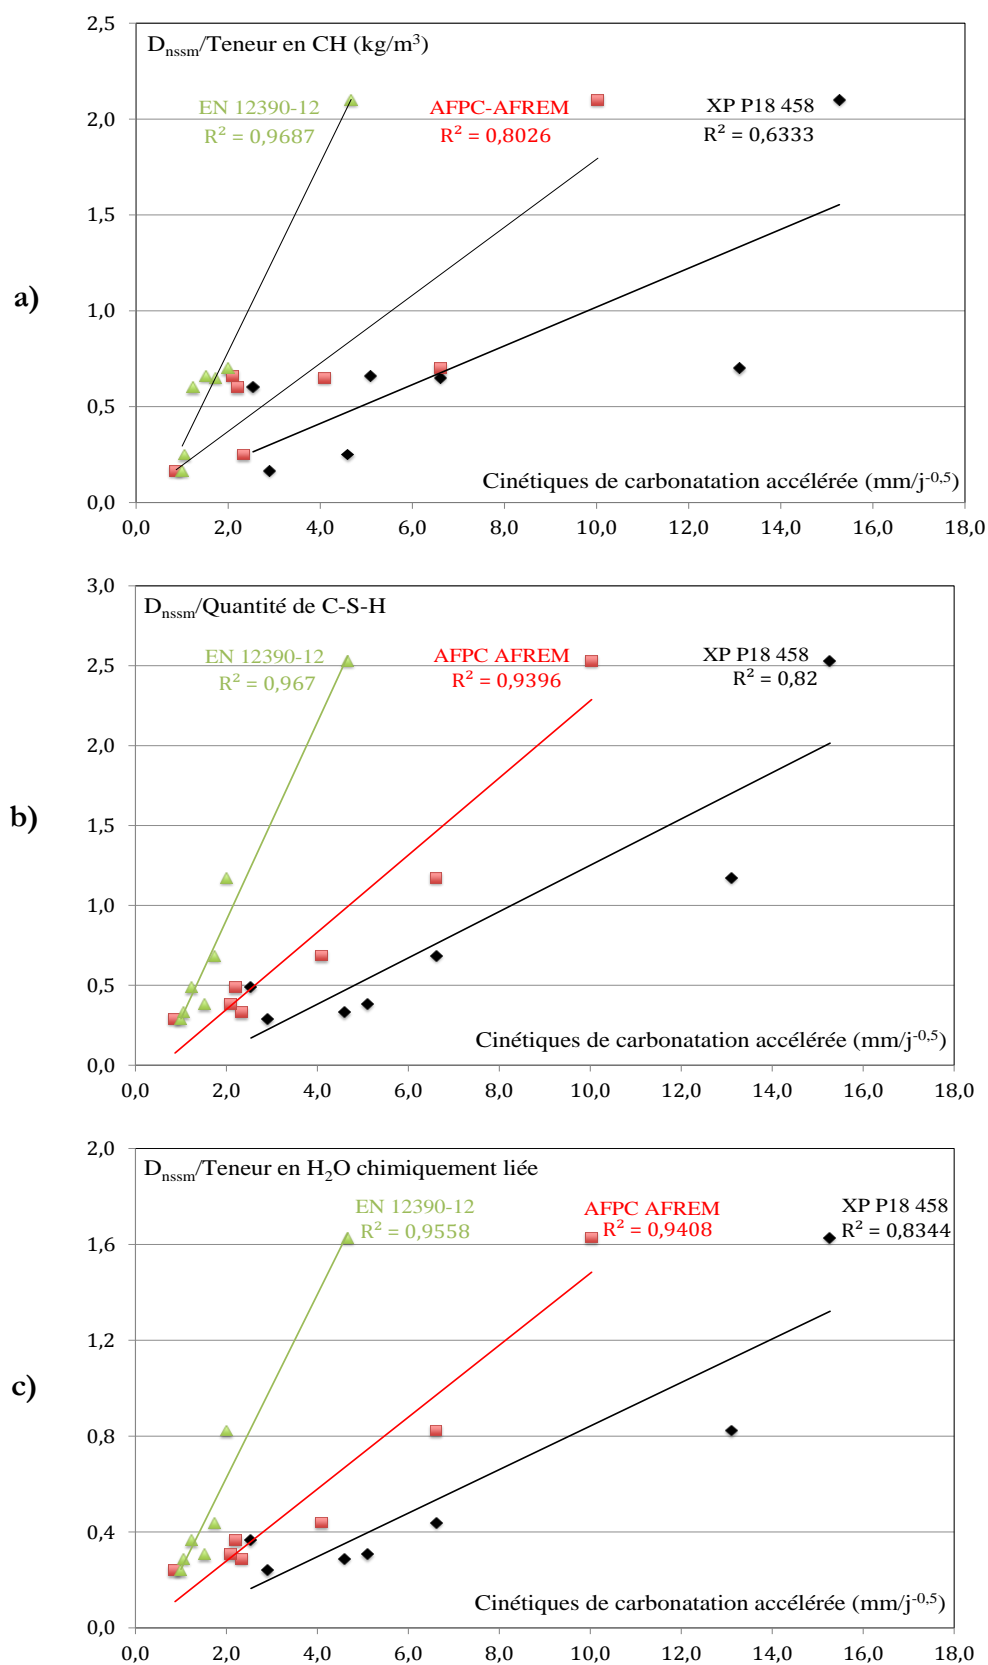 D_nssm/Teneur en CH (kg/m³)
EN 12390-12
R² = 0,9687
AFPC-AFREM
R² = 0,8026
XP P18 458
R² = 0,6333
2,5
2,0
1,5
1,0
0,5
0,0
a)
Cinétiques de carbonatation accélérée (mm/j⁻⁰,⁵)
0,0 2,0 4,0 6,0 8,0 10,0 12,0 14,0 16,0 18,0
D_nssm/Quantité de C-S-H
EN 12390-12
R² = 0,967
AFPC AFREM
R² = 0,9396
XP P18 458
R² = 0,82
3,0
2,5
2,0
1,5
1,0
0,5
0,0
b)
Cinétiques de carbonatation accélérée (mm/j⁻⁰,⁵)
0,0 2,0 4,0 6,0 8,0 10,0 12,0 14,0 16,0 18,0
D_nssm/Teneur en H₂O chimiquement liée
EN 12390-12
R² = 0,9558
AFPC AFREM
R² = 0,9408
XP P18 458
R² = 0,8344
2,0
1,6
1,2
0,8
0,4
0,0
c)
Cinétiques de carbonatation accélérée (mm/j⁻⁰,⁵)
0,0 2,0 4,0 6,0 8,0 10,0 12,0 14,0 16,0 18,0